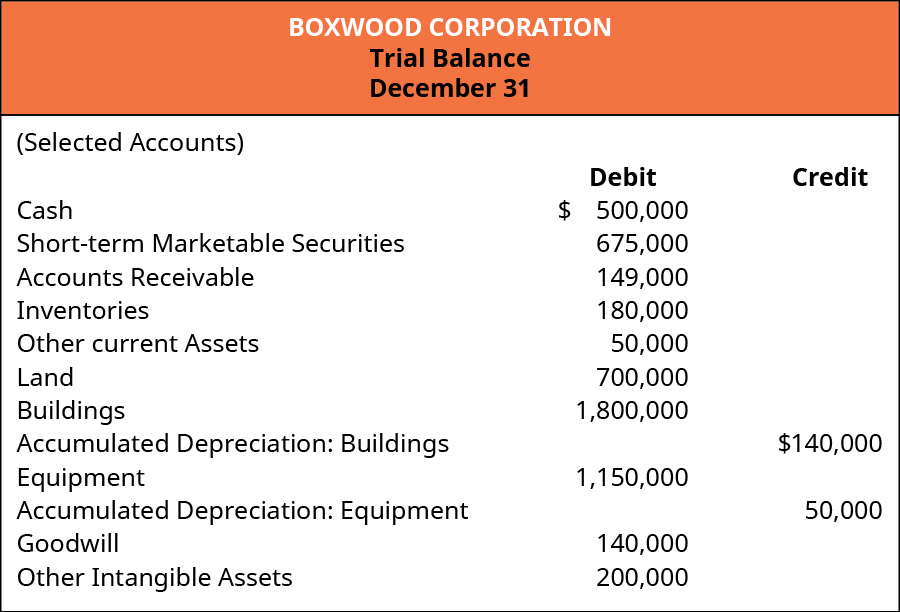 BOXWOOD CORPORATION
Trial Balance
December 31
(Selected Accounts)
Debit Credit
Cash $ 500,000
Short-term Marketable Securities 675,000
Accounts Receivable 149,000
Inventories 180,000
Other current Assets 50,000
Land 700,000
Buildings 1,800,000
Accumulated Depreciation: Buildings $140,000
Equipment 1,150,000
Accumulated Depreciation: Equipment 50,000
Goodwill 140,000
Other Intangible Assets 200,000